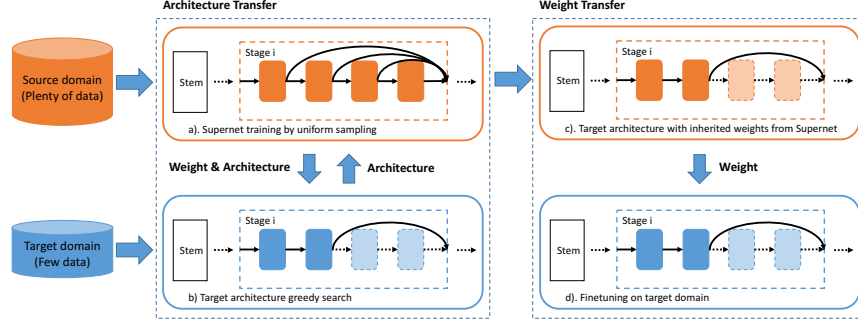 Architecture Transfer
Weight Transfer
Source domain
(Plenty of data)
Stem
Stage i
a). Supernet training by uniform sampling
Stem
Stage i
c). Target architecture with inherited weights from Supernet
Weight & Architecture
Architecture
Weight
Target domain
(Few data)
Stem
Stage i
b) Target architecture greedy search
Stem
Stage i
d). Finetuning on target domain